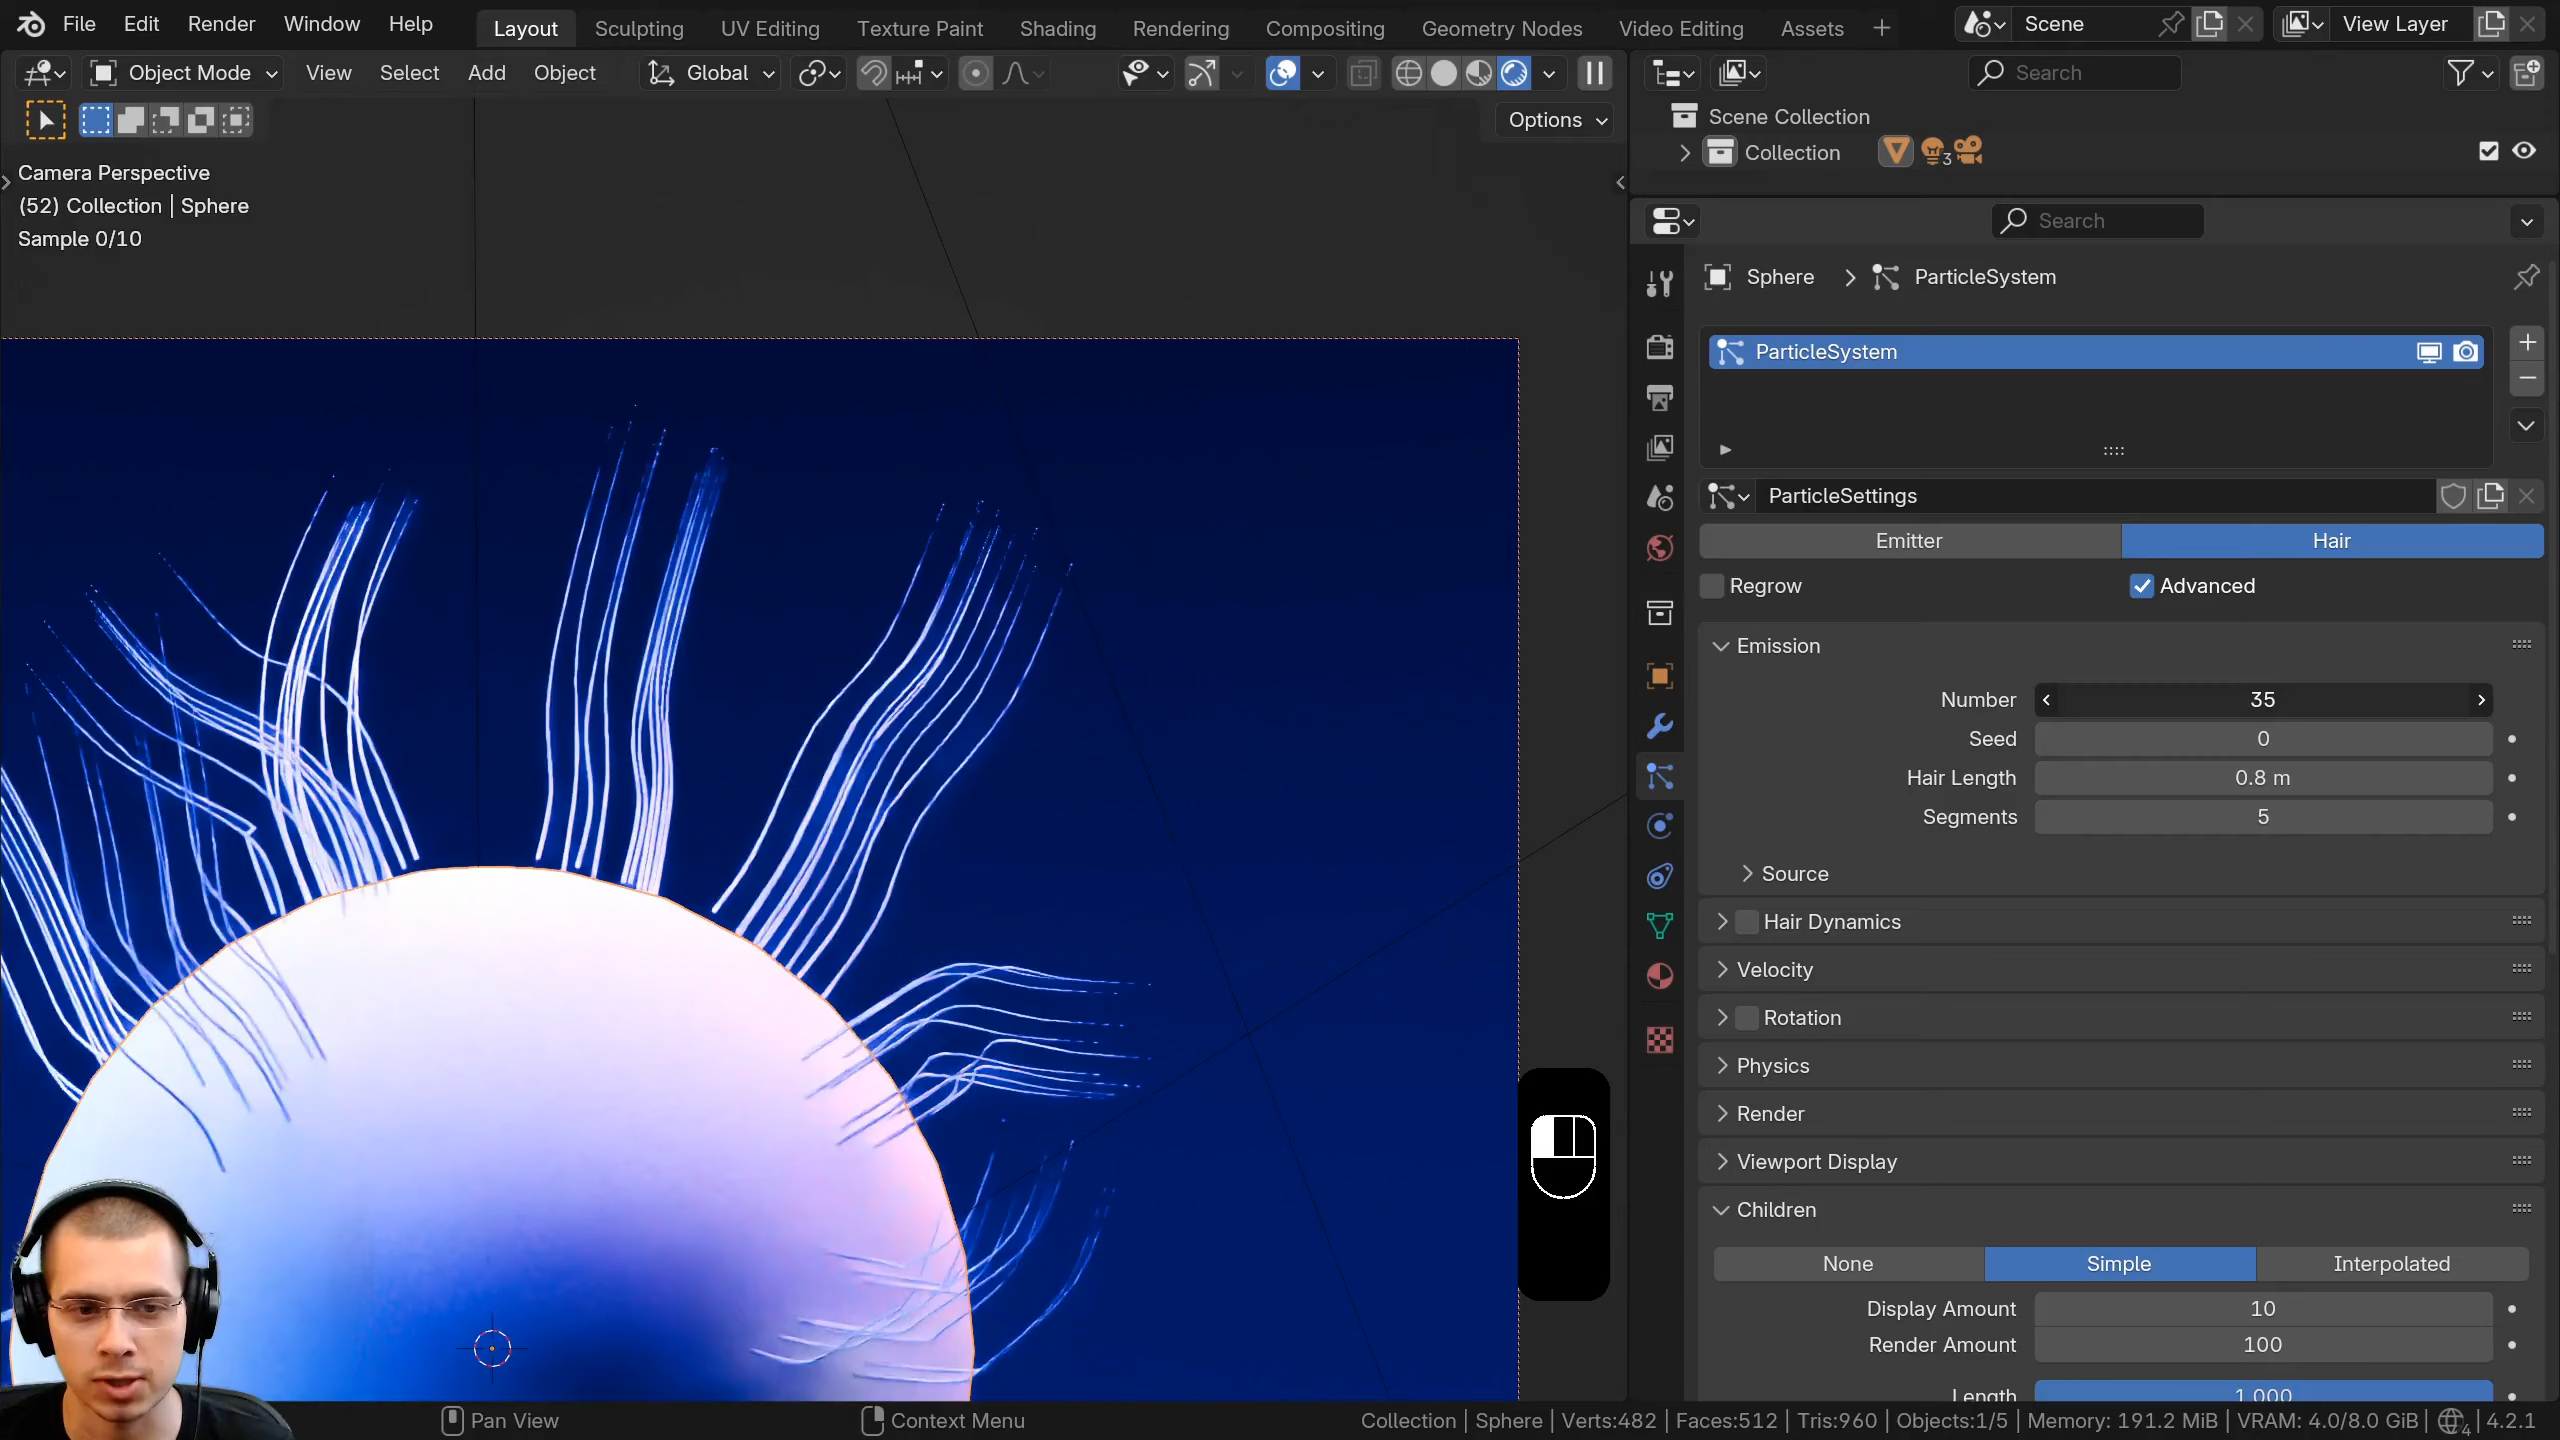 File Edit Render Window Help Layout Sculpting UV Editing Texture Paint Shading Rendering Compositing Geometry Nodes Video Editing Assets Scene View Layer
Object Mode View Select Add Object Global Search
Options
Scene Collection
Collection 3
Camera Perspective
(52) Collection | Sphere
Sample 0/10
Search
Sphere ParticleSystem
ParticleSystem
ParticleSettings
Emitter Hair
Regrow Advanced
Emission
Number 35
Seed 0
Hair Length 0.8 m
Segments 5
Source
Hair Dynamics
Velocity
Rotation
Physics
Render
Viewport Display
Children
None Simple Interpolated
Display Amount 10
Render Amount 100
Length 1.000
Pan View Context Menu Collection | Sphere | Verts:482 | Faces:512 | Tris:960 | Objects:1/5 | Memory: 191.2 MiB | VRAM: 4.0/8.0 GiB | 4 | 4.2.1